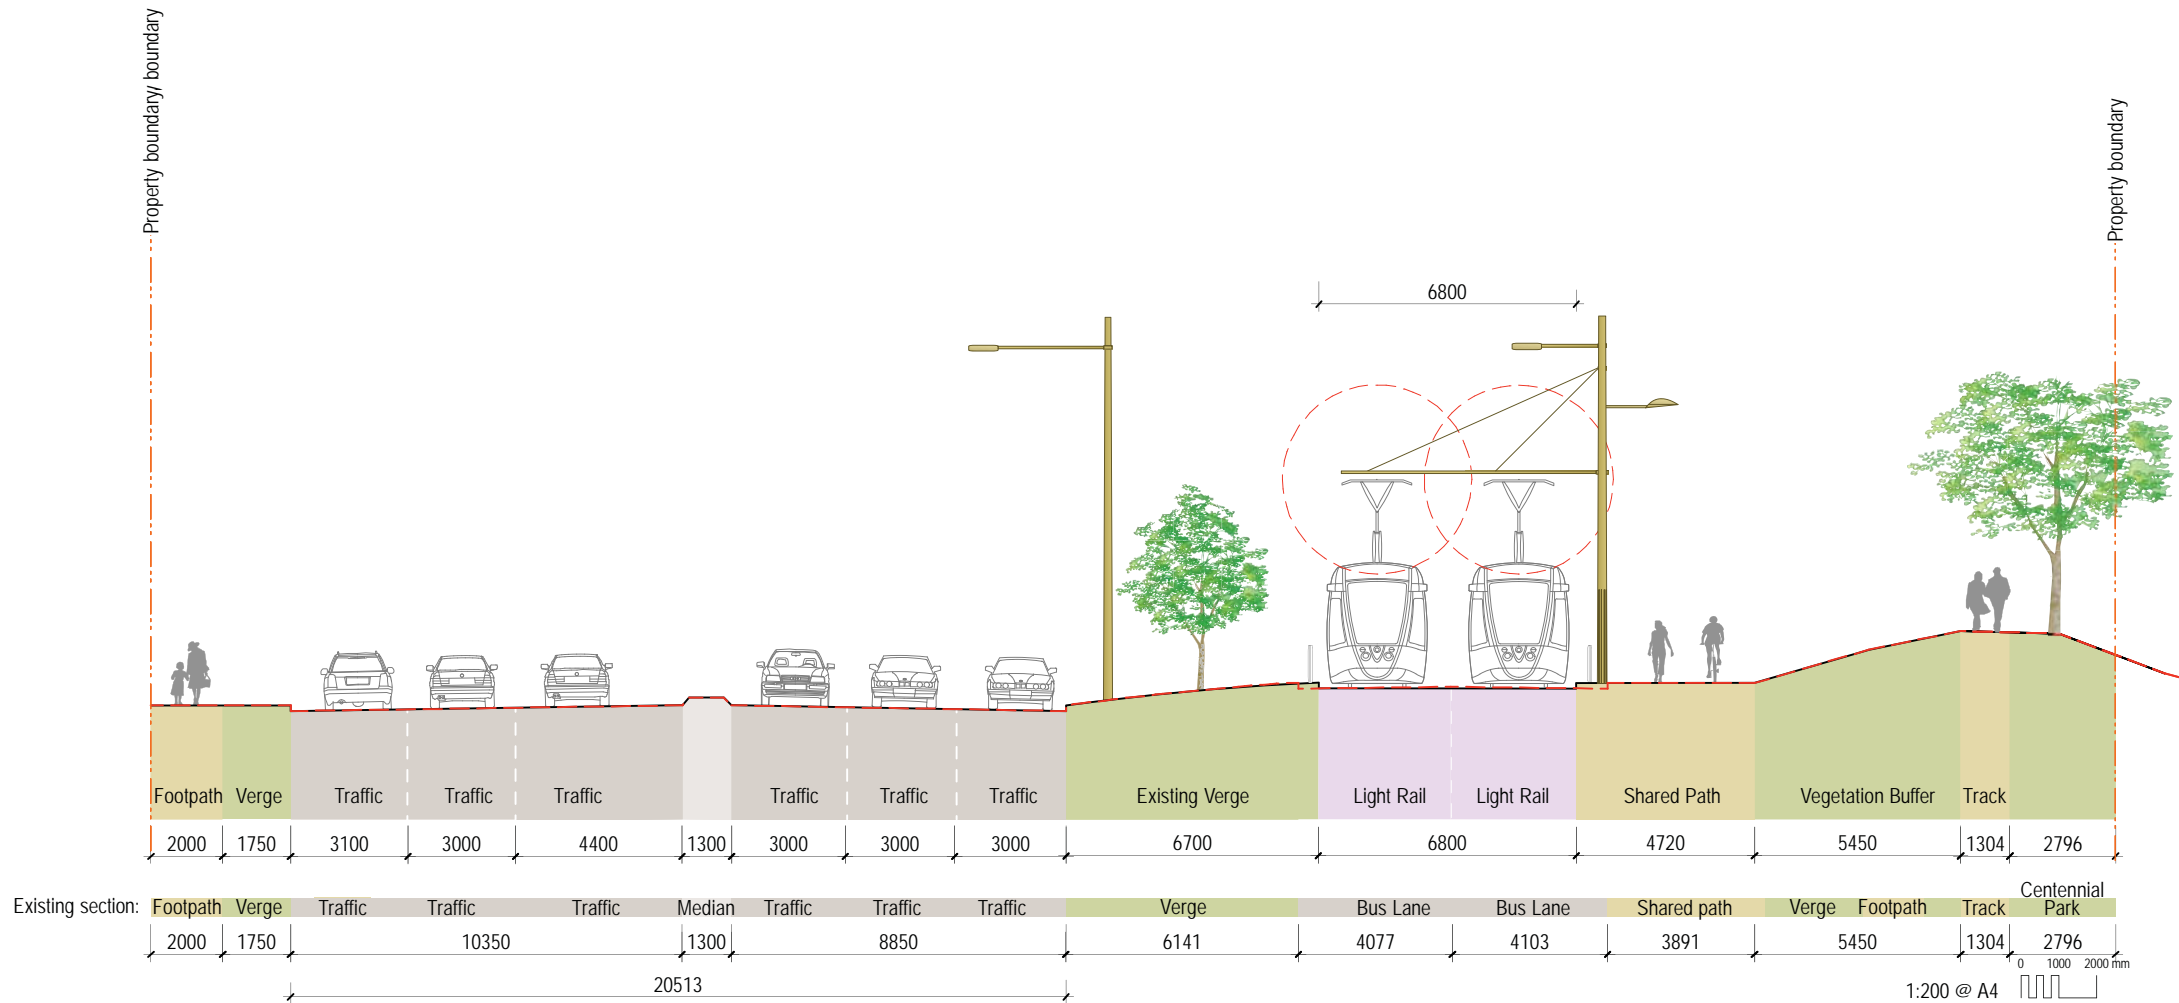 Property boundary/ boundary
Property boundary
6800
Footpath Verge Traffic Traffic Traffic Traffic Traffic Traffic Existing Verge Light Rail Light Rail Shared Path Vegetation Buffer Track
2000 1750 3100 3000 4400 1300 3000 3000 3000 6700 6800 4720 5450 1304 2796
Existing section: Footpath Verge Traffic Traffic Traffic Median Traffic Traffic Traffic Verge Bus Lane Bus Lane Shared path Verge Footpath Track Centennial
Park
2000 1750 10350 1300 8850 6141 4077 4103 3891 5450 1304 2796
20513
0 1000 2000 mm
1:200 @ A4